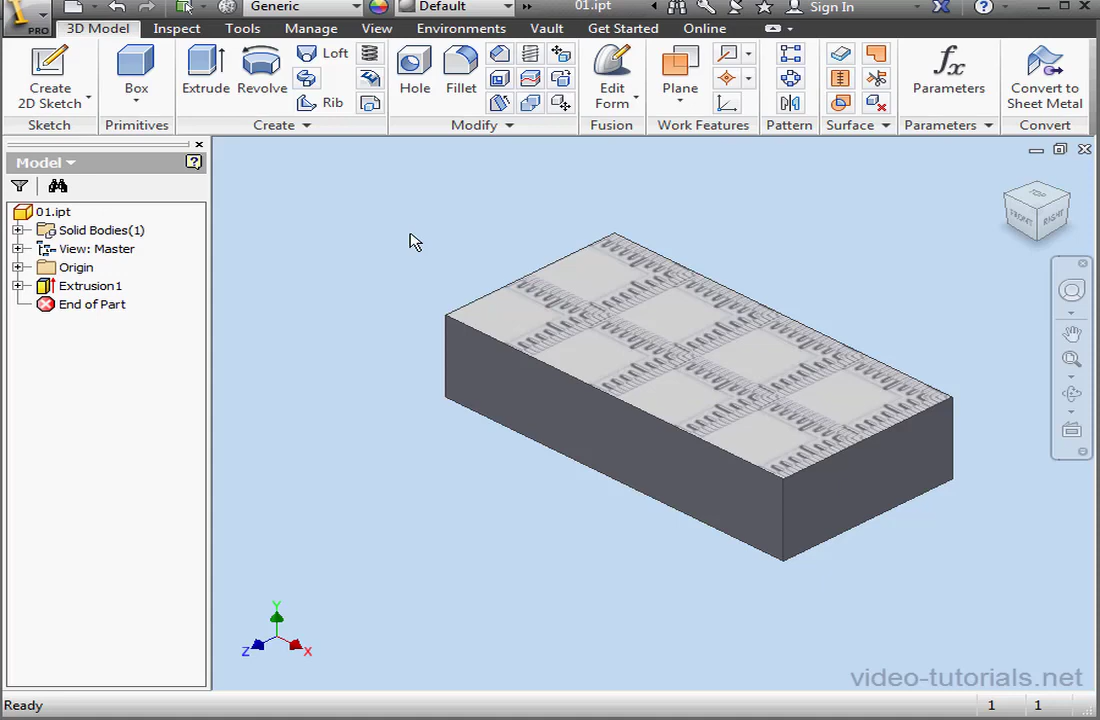 PRO Generic Default 01.ipt Sign In
3D Model Inspect Tools Manage View Environments Vault Get Started Online
Create 2D Sketch
Box
Extrude
Revolve
Loft
Rib
Hole
Fillet
Edit Form
Plane
fx Parameters
Convert to Sheet Metal
Sketch Primitives Create Modify Fusion Work Features Pattern Surface Parameters Convert
Model
01.ipt
Solid Bodies(1)
View: Master
Origin
Extrusion1
End of Part
TOP
FRONT RIGHT
Y
Z X
video-tutorials.net
Ready 1 1